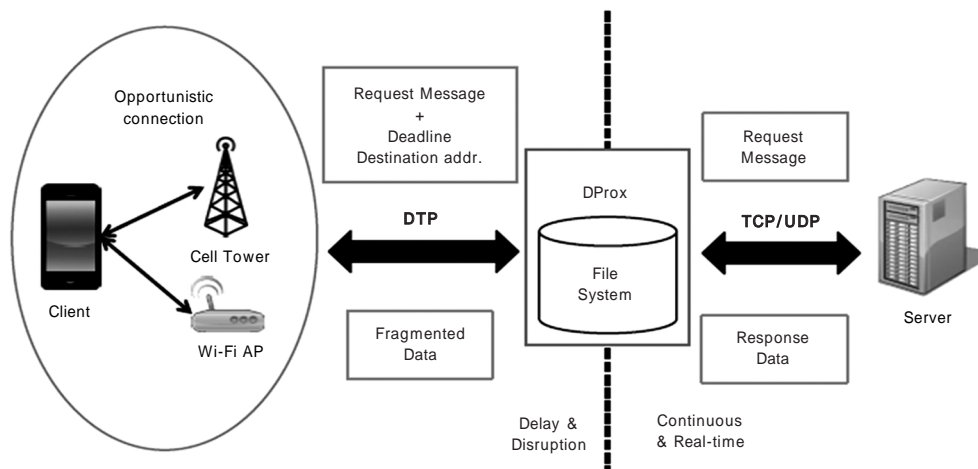 Opportunistic
connection
Cell Tower
Client
Wi-Fi AP
Request Message
+
Deadline
Destination addr.
DTP
Fragmented
Data
DProx
File
System
Delay &
Disruption
Continuous
& Real-time
Request
Message
TCP/UDP
Response
Data
Server